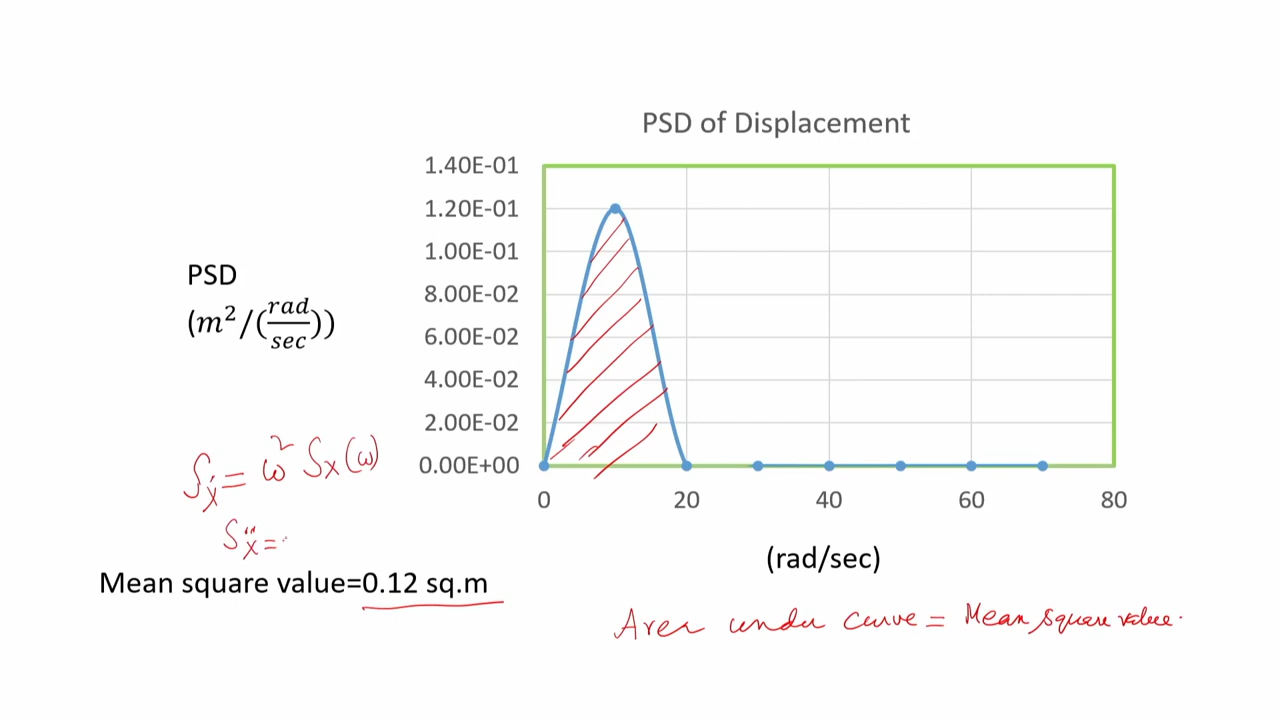 PSD of Displacement
1.40E-01
1.20E-01
1.00E-01
8.00E-02
6.00E-02
4.00E-02
2.00E-02
0.00E+00
0 20 40 60 80
(rad/sec)
PSD
(m²/(rad/sec))
Sẋ = ω² Sx(ω)
Sẍ =
Mean square value=0.12 sq.m
Area under curve = Mean square value.